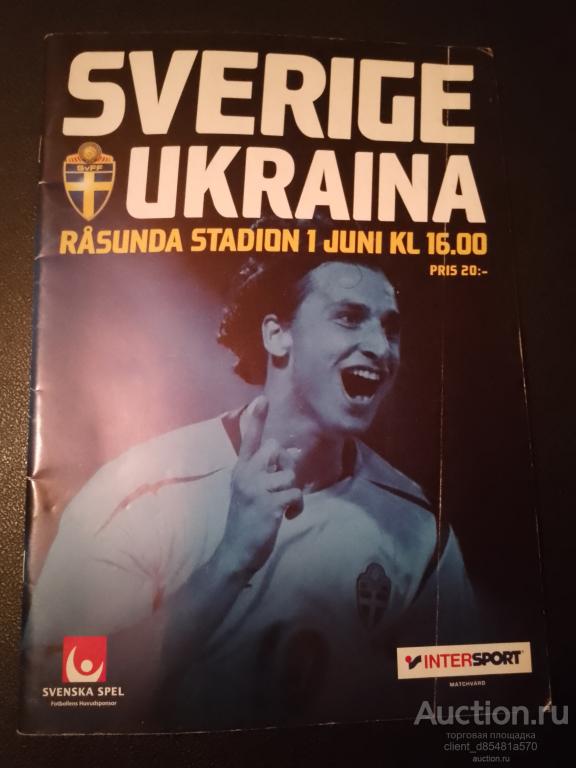 SVERIGE
SvFF
UKRAINA
RÅSUNDA STADION 1 JUNI KL 16.00
PRIS 20:-
SVENSKA SPEL
Fotbollens Huvudsponsor
INTERSPORT
MATCHVÄRD
Auction.ru
торговая площадка
client_d85481a570
auction.ru